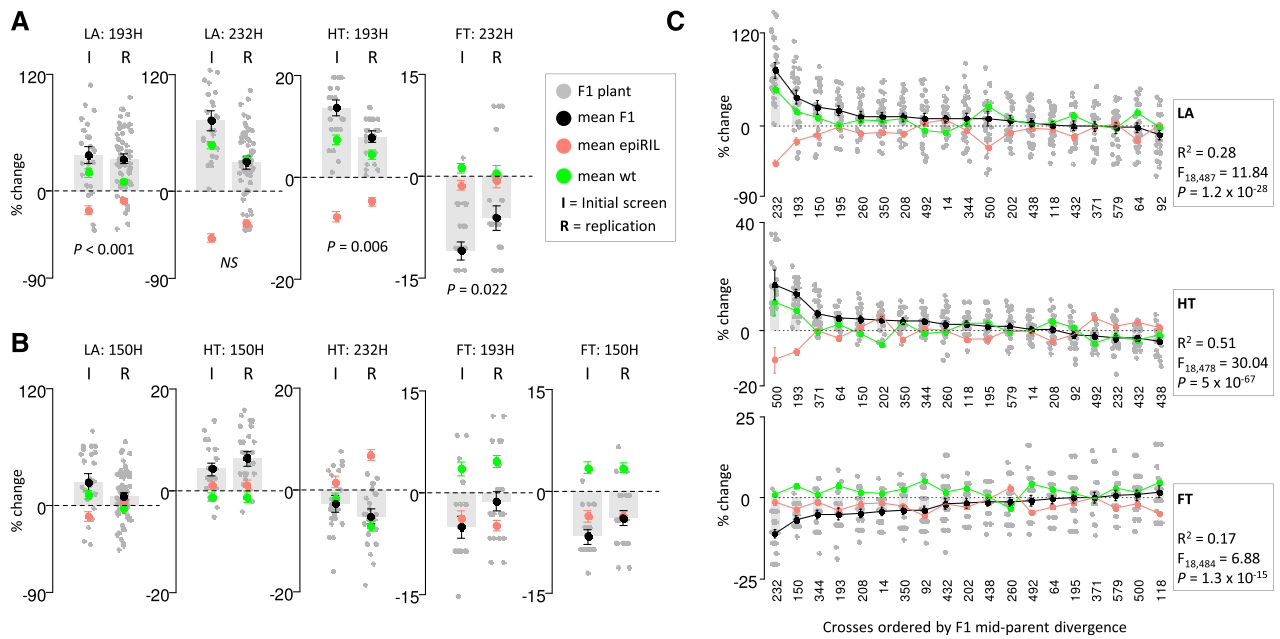 A
LA: 193H
LA: 232H
HT: 193H
FT: 232H
I R
I R
I R
I R
% change
120
0
-90
P < 0.001
120
0
-90
NS
20
0
-20
P = 0.006
15
0
-15
P = 0.022
F1 plant
mean F1
mean epiRIL
mean wt
I = Initial screen
R = replication
B
LA: 150H
HT: 150H
HT: 232H
FT: 193H
FT: 150H
I R
I R
I R
I R
I R
% change
120
0
-90
20
0
-20
20
0
-20
15
0
-15
15
0
-15
C
% change
120
0
-90
232 193 150 195 14 260 350 208 492 14 344 500 202 438 118 432 371 579 64 92
LA
R2 = 0.28
F18,487 = 11.84
P = 1.2 x 10-28
% change
40
20
0
-20
500 193 371 64 150 202 350 344 260 118 195 579 14 208 92 492 232 432 438
HT
R2 = 0.51
F18,478 = 30.04
P = 5 x 10-67
% change
25
0
-25
232 150 344 193 208 14 350 92 432 202 438 260 492 64 195 371 579 500 118
FT
R2 = 0.17
F18,484 = 6.88
P = 1.3 x 10-15
Crosses ordered by F1 mid-parent divergence